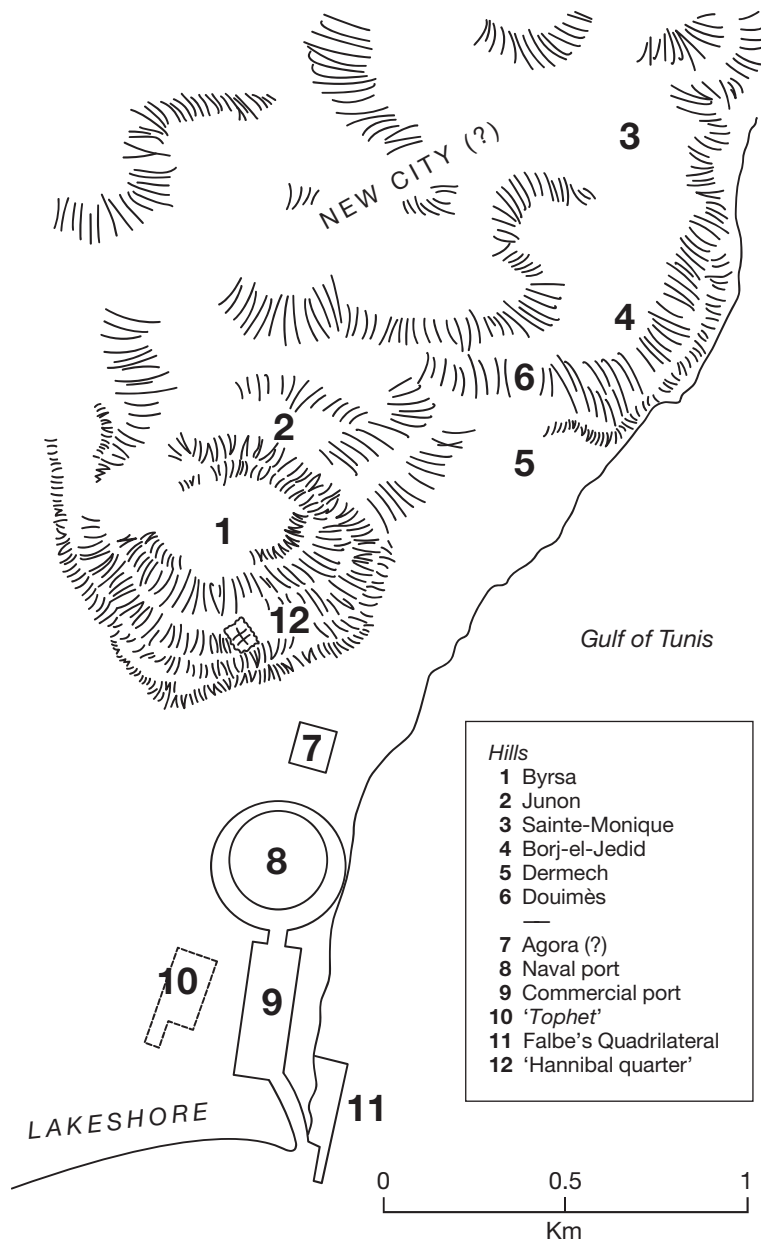 3
NEW CITY (?)
4
6
2
5
1
12
Gulf of Tunis
7
8
10
9
11
LAKESHORE
Hills
1 Byrsa
2 Junon
3 Sainte-Monique
4 Borj-el-Jedid
5 Dermech
6 Douimès
7 Agora (?)
8 Naval port
9 Commercial port
10 ‘Tophet’
11 Falbe’s Quadrilateral
12 ‘Hannibal quarter’
0 0.5 1
Km